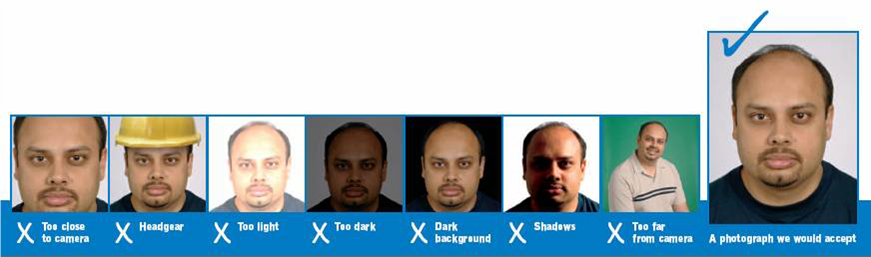 Too close
to camera
Headgear
Too light
Too dark
Dark
background
Shadows
Too far
from camera
A photograph we would accept